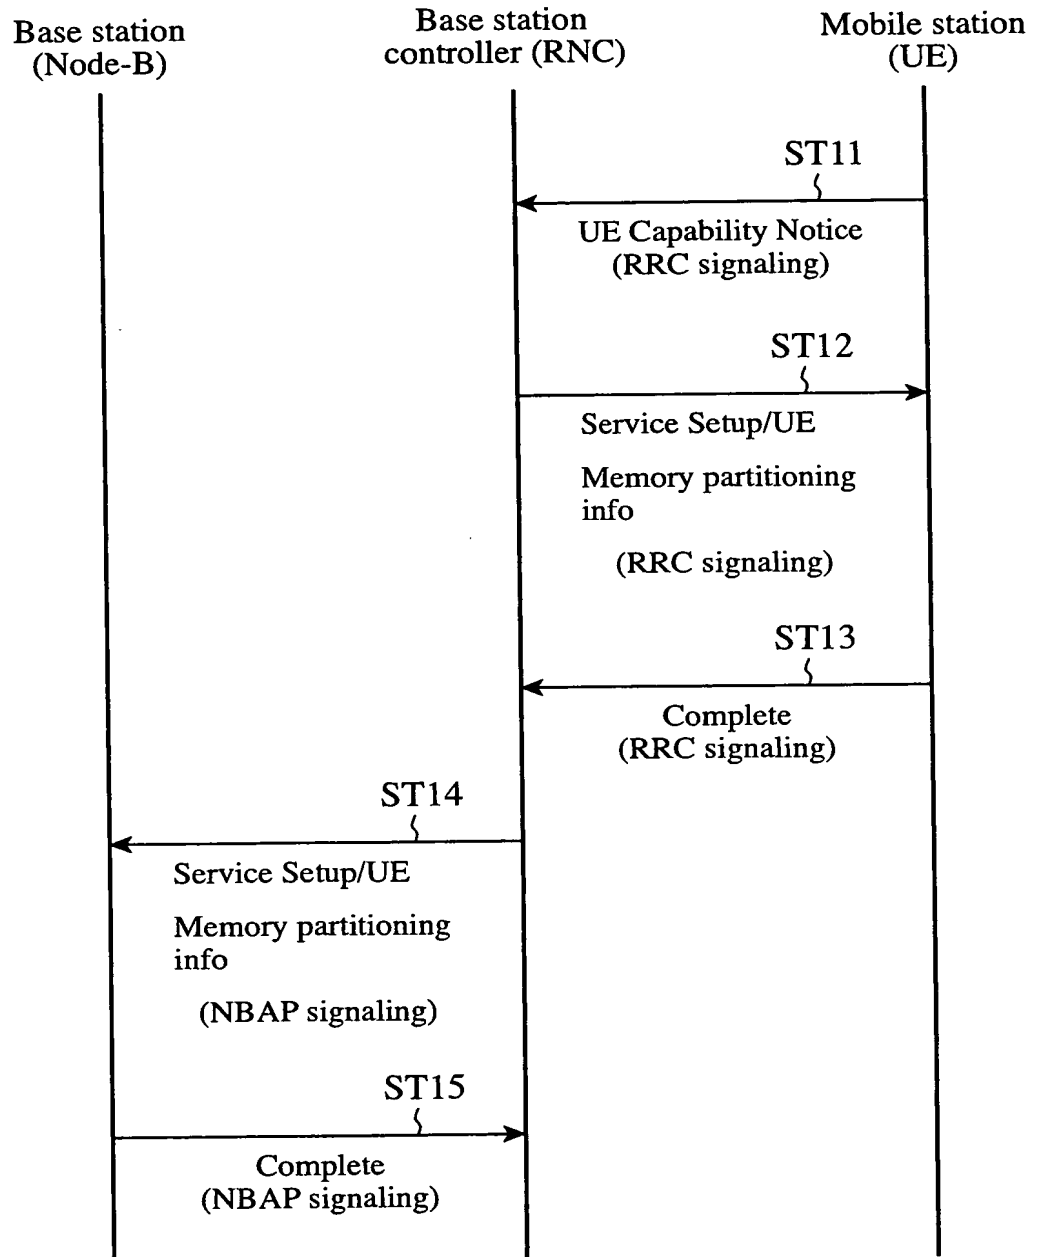 Base station
(Node-B)
Base station
controller (RNC)
Mobile station
(UE)
ST11
UE Capability Notice
(RRC signaling)
ST12
Service Setup/UE
Memory partitioning
info
(RRC signaling)
ST13
Complete
(RRC signaling)
ST14
Service Setup/UE
Memory partitioning
info
(NBAP signaling)
ST15
Complete
(NBAP signaling)